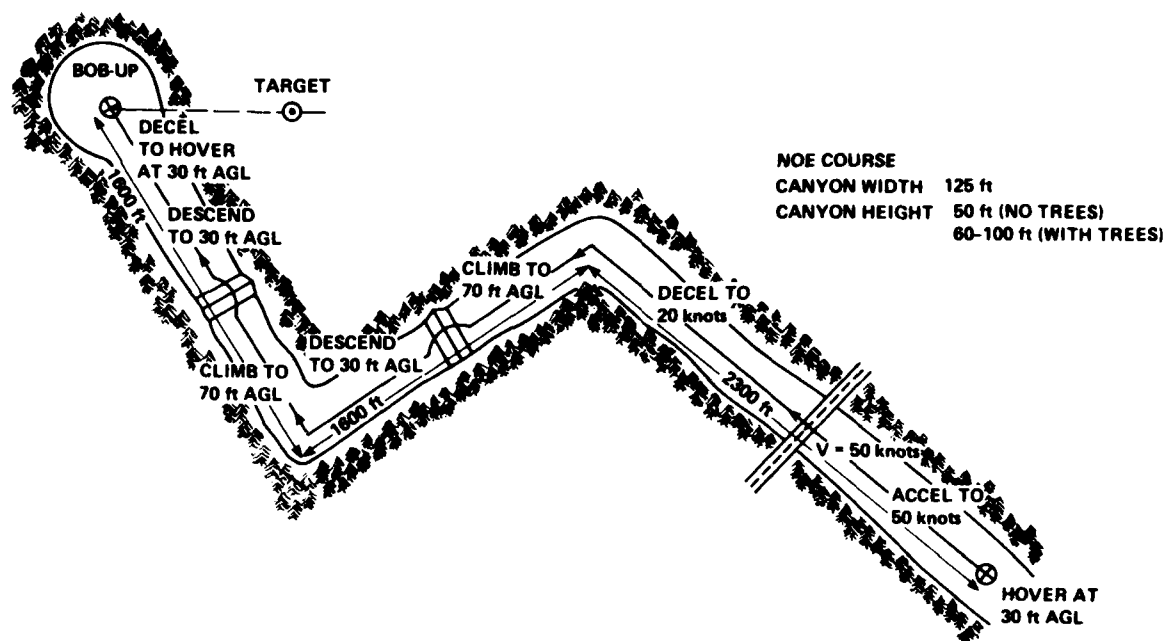 BOB-UP
TARGET
DECEL
TO HOVER
AT 30 ft AGL
1600 ft
DESCEND
TO 30 ft AGL
NOE COURSE
CANYON WIDTH 125 ft
CANYON HEIGHT 50 ft (NO TREES)
60-100 ft (WITH TREES)
CLIMB TO
70 ft AGL
DECEL TO
20 knots
DESCEND
TO 30 ft AGL
CLIMB TO
70 ft AGL
1600 ft
2300 ft
V = 50 knots
ACCEL TO
50 knots
HOVER AT
30 ft AGL